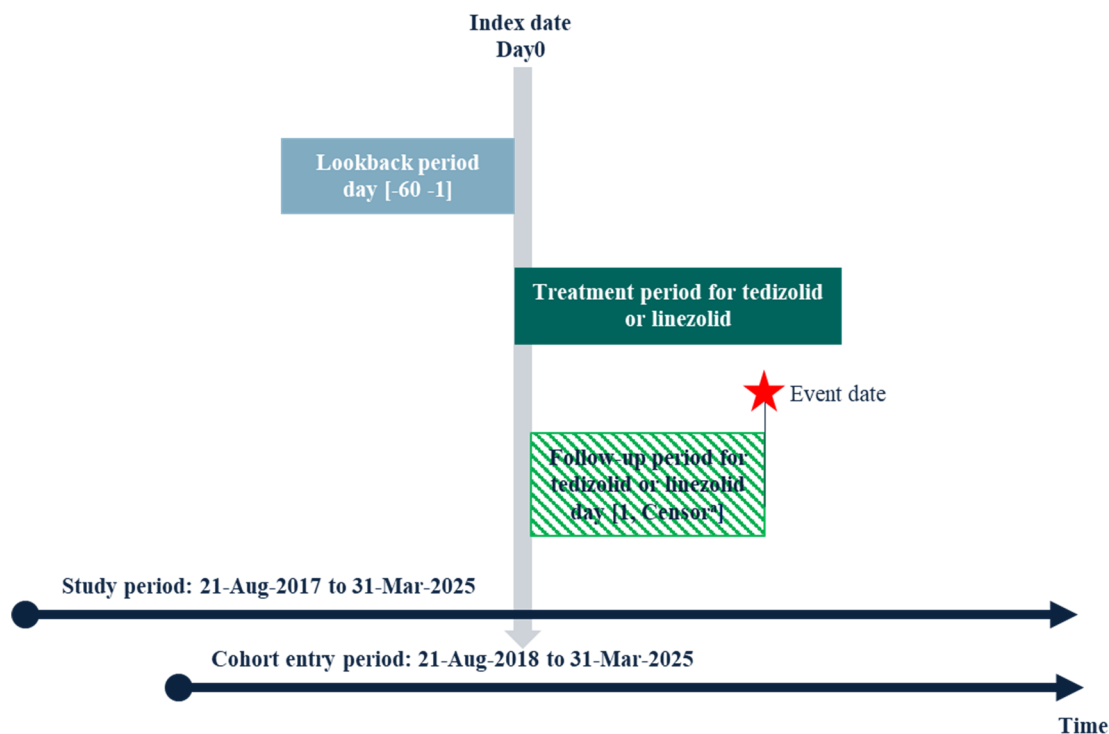 Index date
Day0
Lookback period
day [-60 -1]
Treatment period for tedizolid
or linezolid
Event date
Follow-up period for
tedizolid or linezolid
day [1, Censorᵃ]
Study period: 21-Aug-2017 to 31-Mar-2025
Cohort entry period: 21-Aug-2018 to 31-Mar-2025
Time